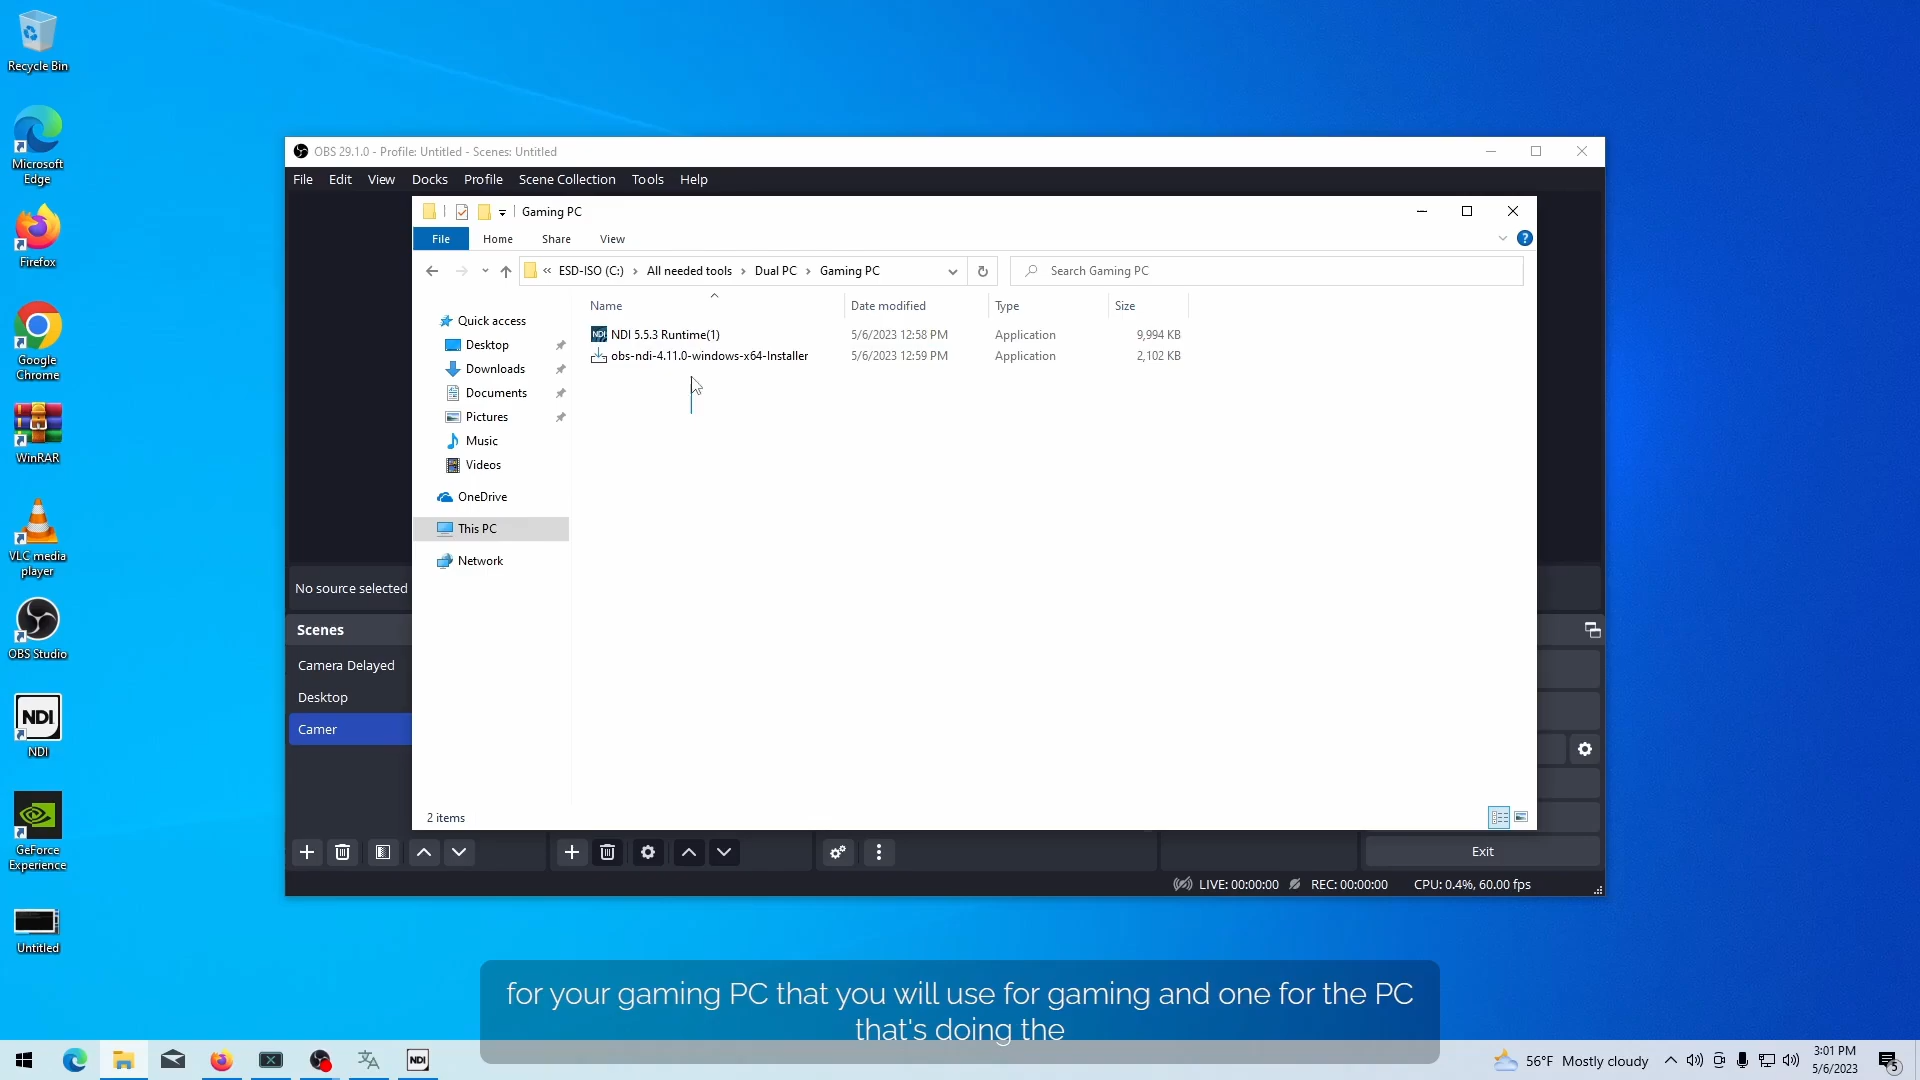 Recycle Bin
Microsoft
Edge
Firefox
Google
Chrome
WinRAR
VLC media
player
OBS Studio
NDI
NDI
GeForce
Experience
Untitled
OBS 29.1.0 - Profile: Untitled - Scenes: Untitled
File Edit View Docks Profile Scene Collection Tools Help
Gaming PC
File Home Share View
« ESD-ISO (C:) › All needed tools › Dual PC › Gaming PC
Search Gaming PC
Name Date modified Type Size
NDI 5.5.3 Runtime(1) 5/6/2023 12:58 PM Application 9,994 KB
obs-ndi-4.11.0-windows-x64-Installer 5/6/2023 12:59 PM Application 2,102 KB
Quick access
Desktop
Downloads
Documents
Pictures
Music
Videos
OneDrive
This PC
Network
2 items
No source selected
Scenes
Camera Delayed
Desktop
Camer
Exit
LIVE: 00:00:00 REC: 00:00:00 CPU: 0.4%, 60.00 fps
for your gaming PC that you will use for gaming and one for the PC
that's doing the
NDI
56°F Mostly cloudy
3:01 PM
5/6/2023
5